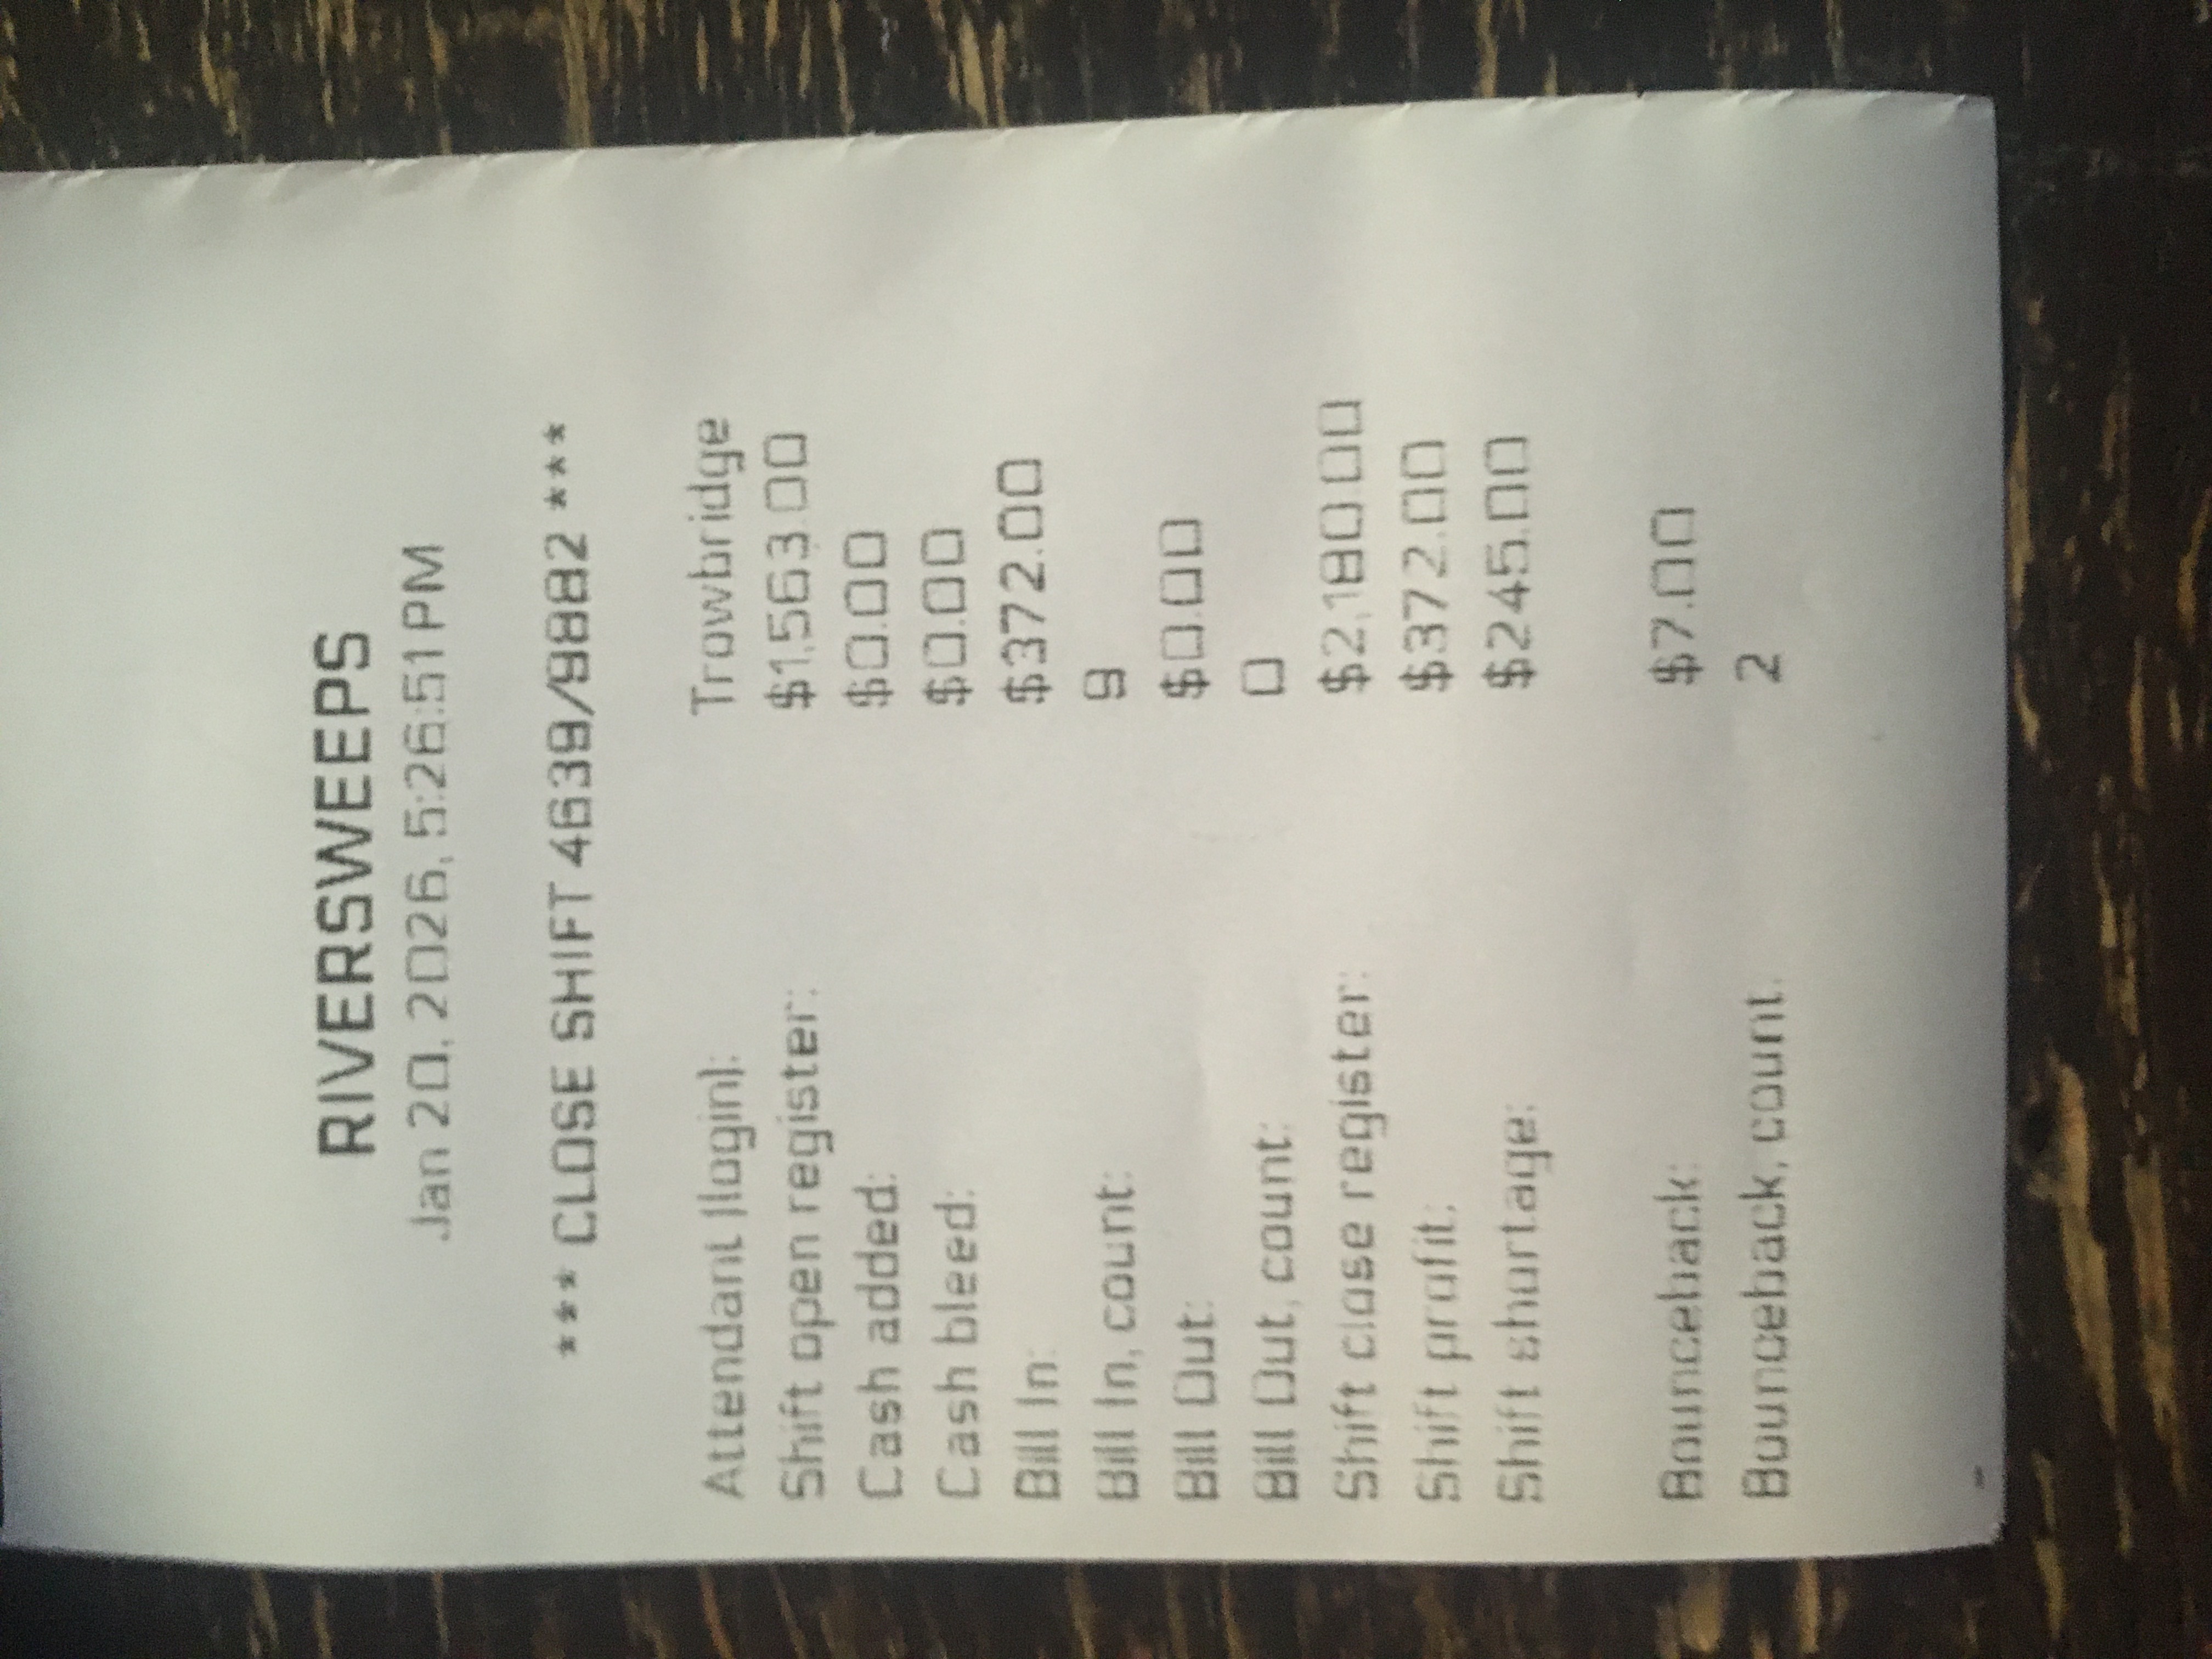 RIVERSWEEPS
Jan 20, 2026, 5:26:51 PM
*** CLOSE SHIFT 4639/9882 ***
Attendant (login): Trowbridge
Shift open register: $1,563.00
Cash added: $0.00
Cash bleed: $0.00
Bill In: $372.00
Bill In, count: 9
Bill Out: $0.00
Bill Out, count: 0
Shift close register: $2,180.00
Shift profit: $372.00
Shift shortage: $245.00
Bounceback: $7.00
Bounceback, count: 2